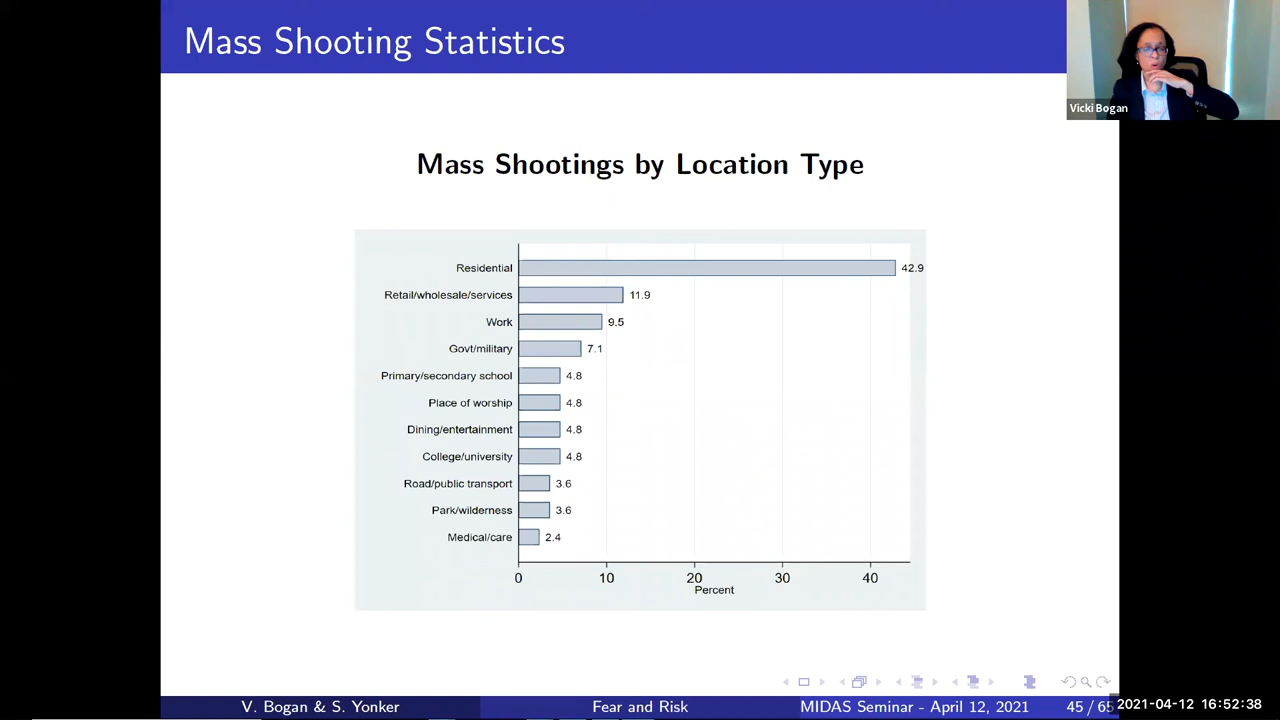 Mass Shooting Statistics
Vicki Bogan
Mass Shootings by Location Type
Residential 42.9
Retail/wholesale/services 11.9
Work 9.5
Govt/military 7.1
Primary/secondary school 4.8
Place of worship 4.8
Dining/entertainment 4.8
College/university 4.8
Road/public transport 3.6
Park/wilderness 3.6
Medical/care 2.4
0 10 20 30 40
Percent
V. Bogan & S. Yonker Fear and Risk MIDAS Seminar - April 12, 2021 45 / 65
2021-04-12 16:52:38